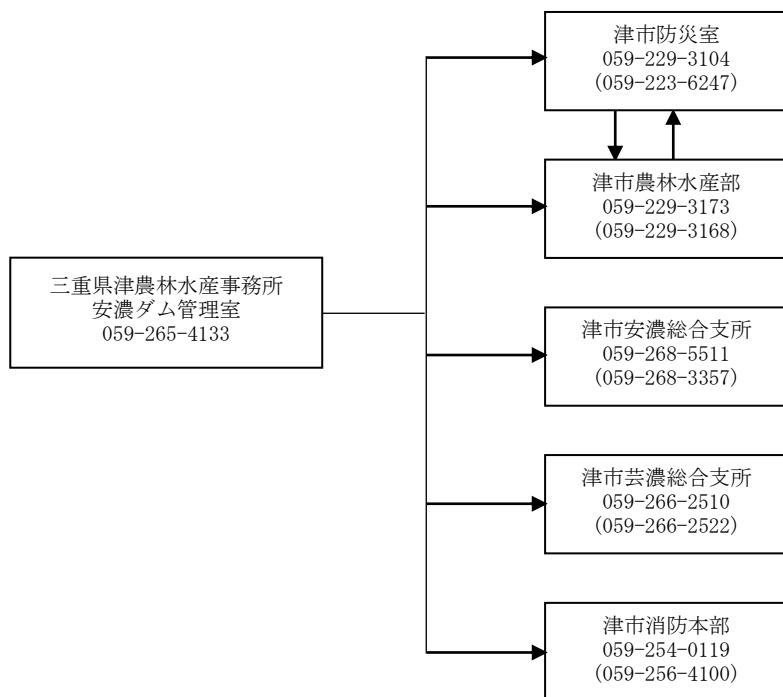 津市防災室
059-229-3104
(059-223-6247)
津市農林水産部
059-229-3173
(059-229-3168)
三重県津農林水産事務所
安濃ダム管理室
059-265-4133
津市安濃総合支所
059-268-5511
(059-268-3357)
津市芸濃総合支所
059-266-2510
(059-266-2522)
津市消防本部
059-254-0119
(059-256-4100)